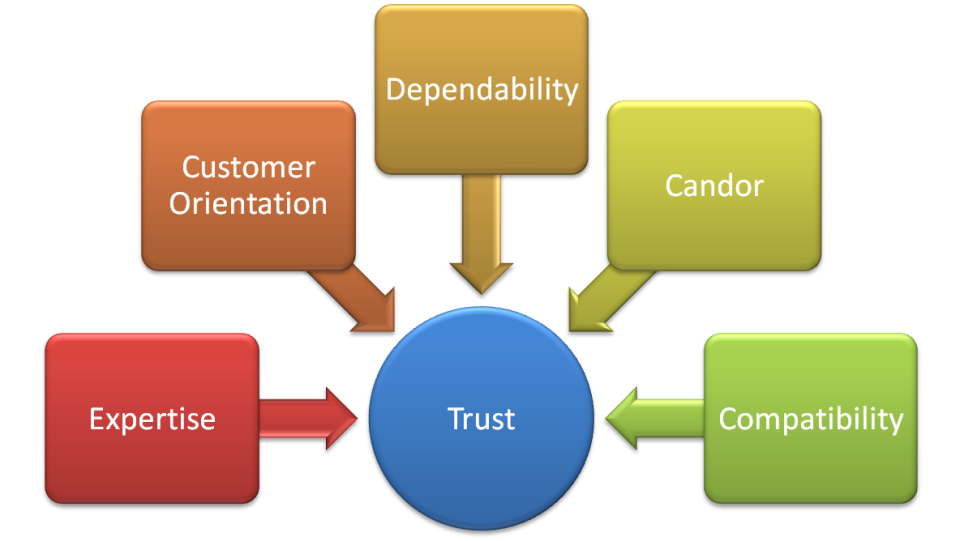 Dependability
Customer
Orientation
Candor
Expertise
Trust
Compatibility